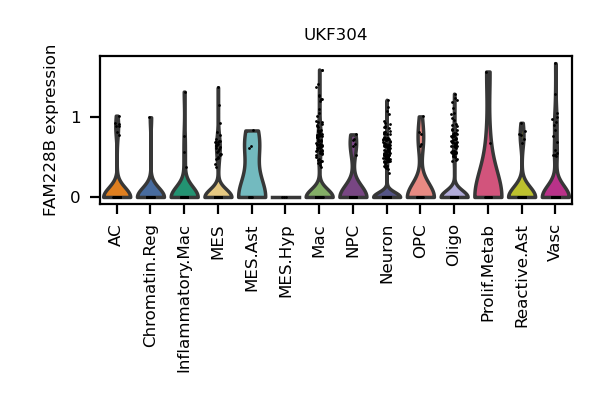 UKF304
FAM228B expression
1
0
AC
Chromatin.Reg
Inflammatory.Mac
MES
MES.Ast
MES.Hyp
Mac
NPC
Neuron
OPC
Oligo
Prolif.Metab
Reactive.Ast
Vasc